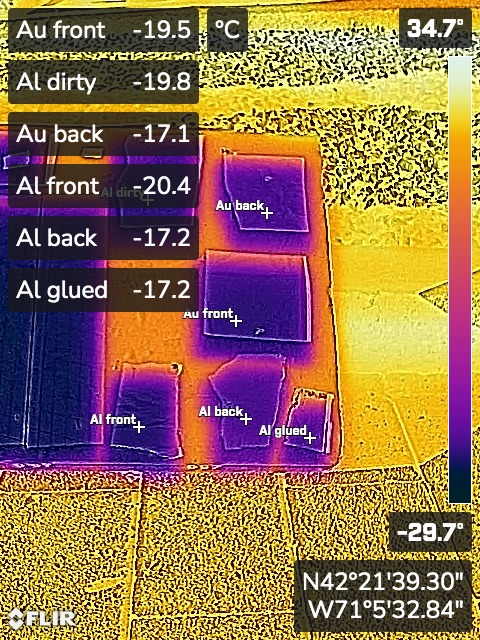 Au front -19.5 °C
34.7°
Al dirty -19.8
Au back -17.1
Al front -20.4
Al back -17.2
Al glued -17.2
Al dirt
Au back
Au front
Al front
Al back
Al glued
-29.7°
N42°21'39.30"
W71°5'32.84"
FLIR